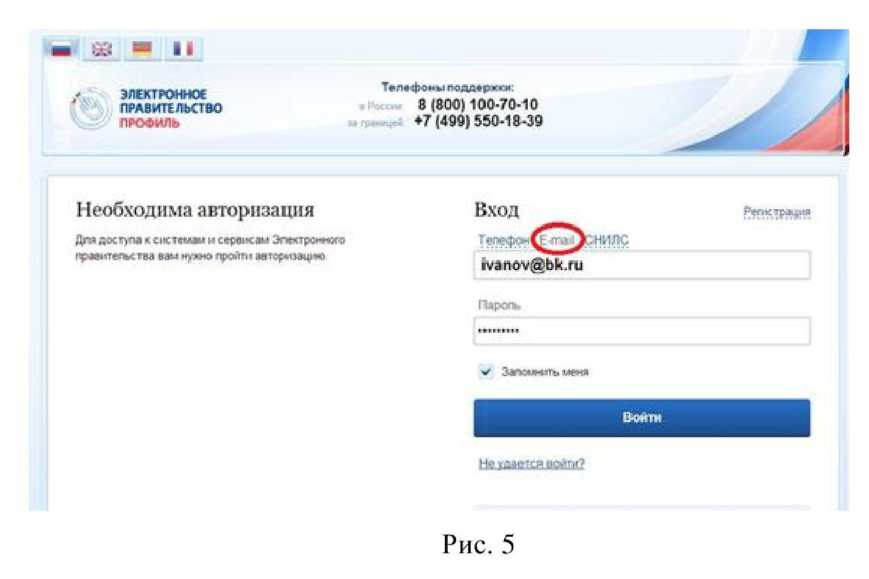 ЭЛЕКТРОННОЕ
ПРАВИТЕЛЬСТВО
ПРОФИЛЬ
Телефоны поддержки:
в России: 8 (800) 100-70-10
за границей: +7 (499) 550-18-39
Необходима авторизация
Для доступа к системам и сервисам Электронного
правительства вам нужно пройти авторизацию.
Вход
Регистрация
Телефон E-mail СНИЛС
ivanov@bk.ru
Пароль
•••••••••
Запомнить меня
Войти
Не удается войти?
Рис. 5